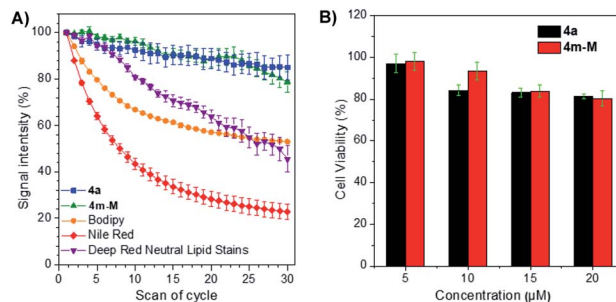 A)
Signal Intentsity (%)
100
80
60
40
20
0
4a
4m-M
Bodipy
Nile Red
Deep Red Neutral Lipid Stains
0 5 10 15 20 25 30
Scan of cycle
B)
Cell Viability (%)
120
100
80
60
40
20
0
4a
4m-M
5 10 15 20
Concentration (μM)